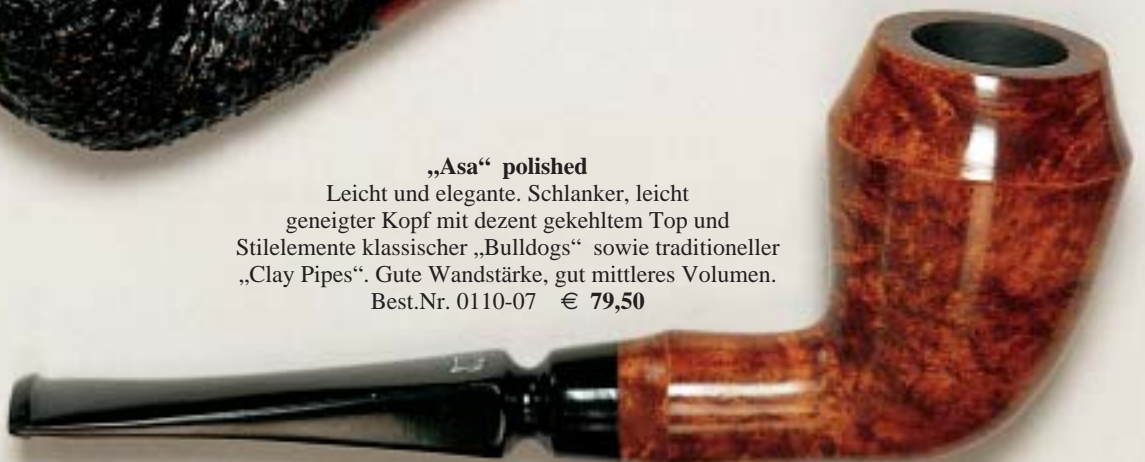 „Asa“ polished
Leicht und elegante. Schlanker, leicht
geneigter Kopf mit dezent gekehltem Top und
Stilelemente klassischer „Bulldogs“ sowie traditioneller
„Clay Pipes“. Gute Wandstärke, gut mittleres Volumen.
Best.Nr. 0110-07 € 79,50